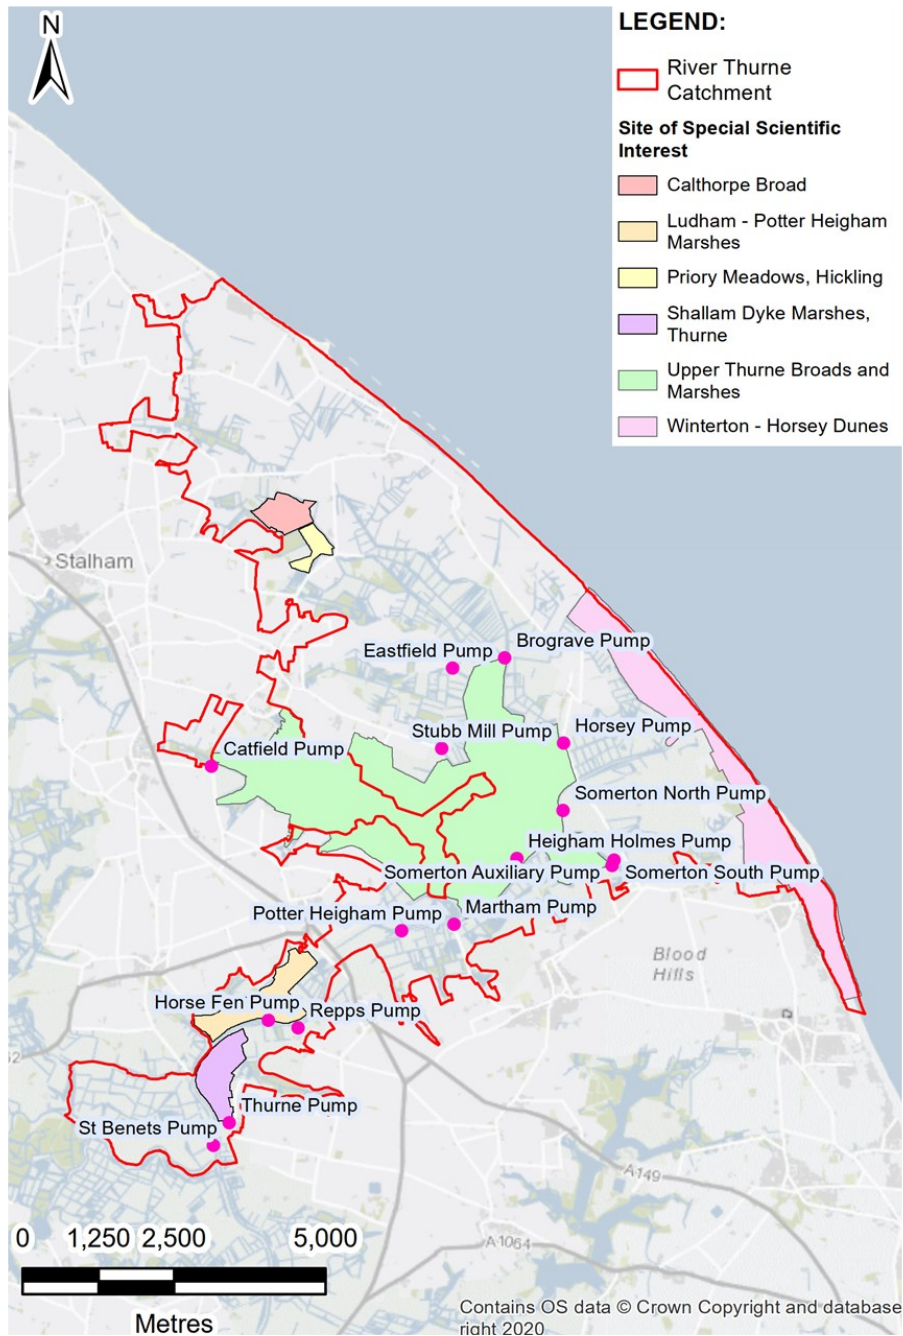 N
LEGEND:
River Thurne
Catchment
Site of Special Scientific
Interest
Calthorpe Broad
Ludham - Potter Heigham
Marshes
Priory Meadows, Hickling
Shallam Dyke Marshes,
Thurne
Upper Thurne Broads and
Marshes
Winterton - Horsey Dunes
Stalham
Eastfield Pump
Brograve Pump
Stubb Mill Pump
Horsey Pump
Catfield Pump
Somerton North Pump
Heigham Holmes Pump
Somerton Auxiliary Pump
Somerton South Pump
Potter Heigham Pump
Martham Pump
Blood
Hills
Horse Fen Pump
Repps Pump
62
Thurne Pump
St Benets Pump
A149
A1064
0 1,250 2,500 5,000
Metres
Contains OS data © Crown Copyright and database
right 2020